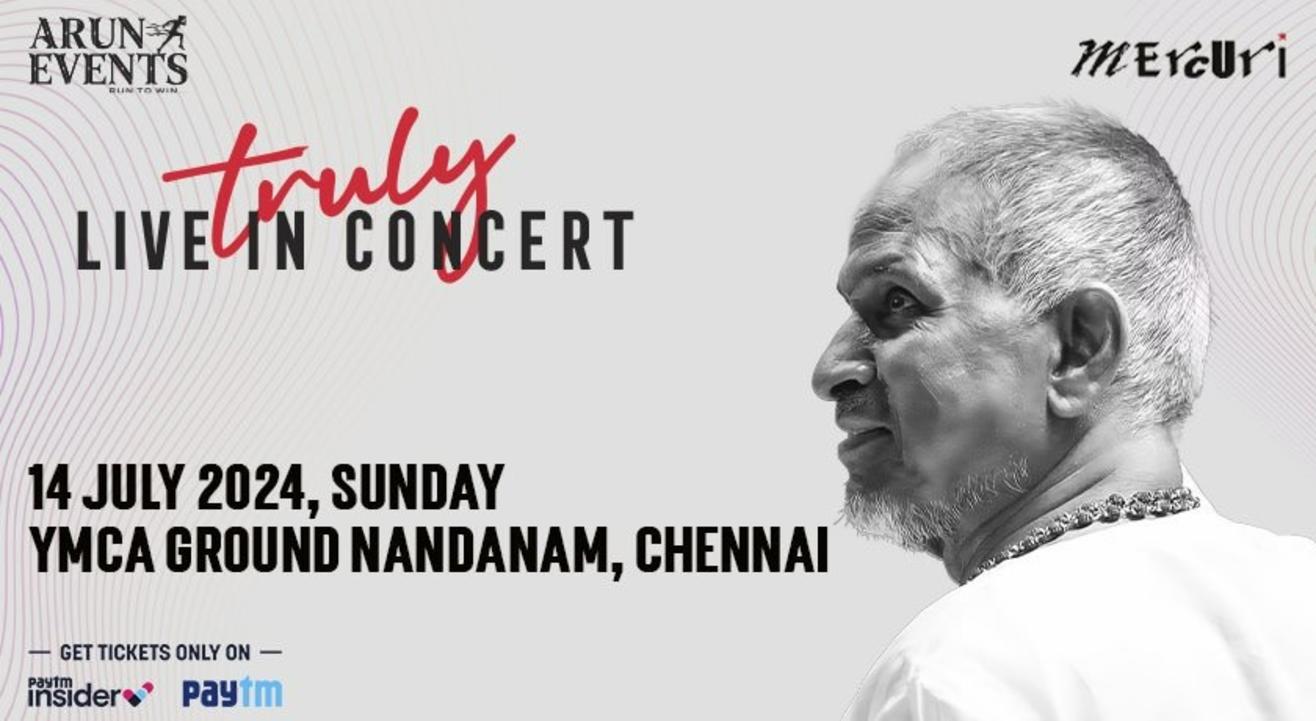 ARUN
EVENTS
RUN TO WIN
mercuri
truly
LIVE IN CONCERT
14 JULY 2024, SUNDAY
YMCA GROUND NANDANAM, CHENNAI
— GET TICKETS ONLY ON —
paytm
insider
paytm